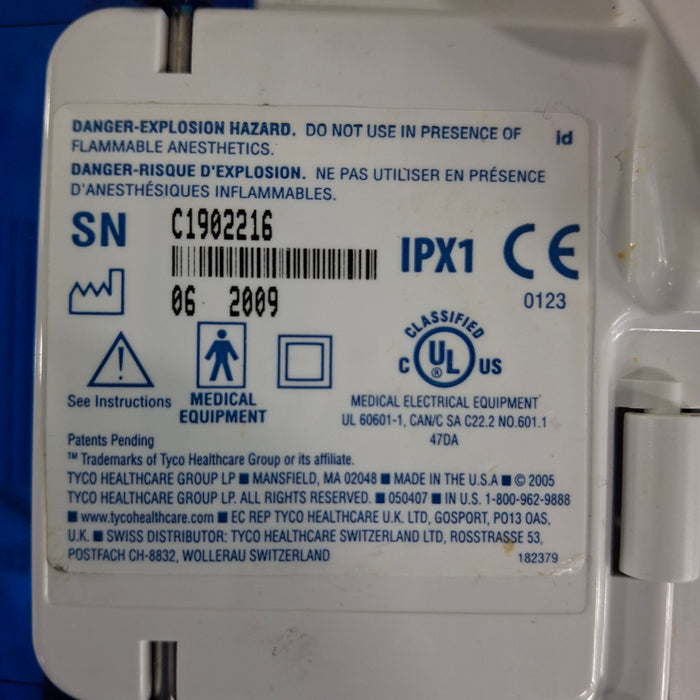 DANGER-EXPLOSION HAZARD. DO NOT USE IN PRESENCE OF
FLAMMABLE ANESTHETICS.
id
DANGER-RISQUE D'EXPLOSION. NE PAS UTILISER EN PRÉSENCE
D'ANESTHÉSIQUES INFLAMMABLES.
SN C1902216
IPX1 CE
0123
06 2009
CLASSIFIED
C UL® US
See Instructions
MEDICAL
EQUIPMENT
MEDICAL ELECTRICAL EQUIPMENT
UL 60601-1, CAN/C SA C22.2 NO.601.1
47DA
Patents Pending
™ Trademarks of Tyco Healthcare Group or its affiliate.
TYCO HEALTHCARE GROUP LP ■ MANSFIELD, MA 02048 ■ MADE IN THE U.S.A ■ © 2005
TYCO HEALTHCARE GROUP LP. ALL RIGHTS RESERVED. ■ 050407 ■ IN U.S. 1-800-962-9888
■ www.tycohealthcare.com ■ EC REP TYCO HEALTHCARE U.K. LTD, GOSPORT, PO13 OAS,
U.K. ■ SWISS DISTRIBUTOR: TYCO HEALTHCARE SWITZERLAND LTD, ROSSTRASSE 53,
POSTFACH CH-8832, WOLLERAU SWITZERLAND
182379